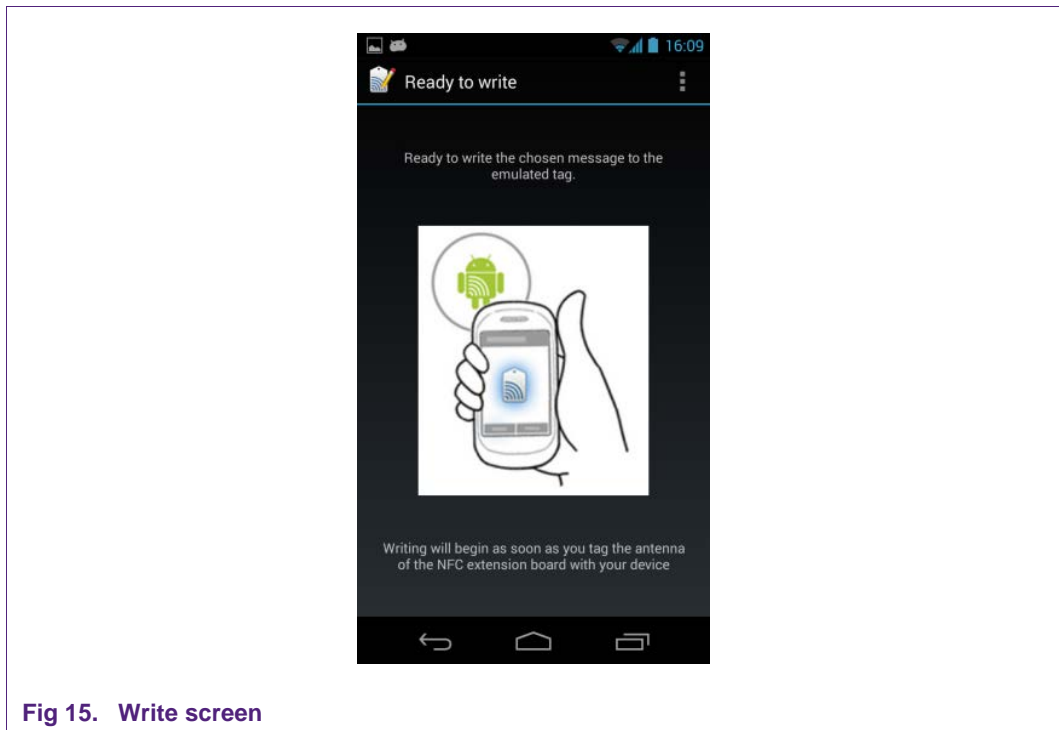 16:09
Ready to write
Ready to write the chosen message to the
emulated tag.
Writing will begin as soon as you tag the antenna
of the NFC extension board with your device
Fig 15. Write screen